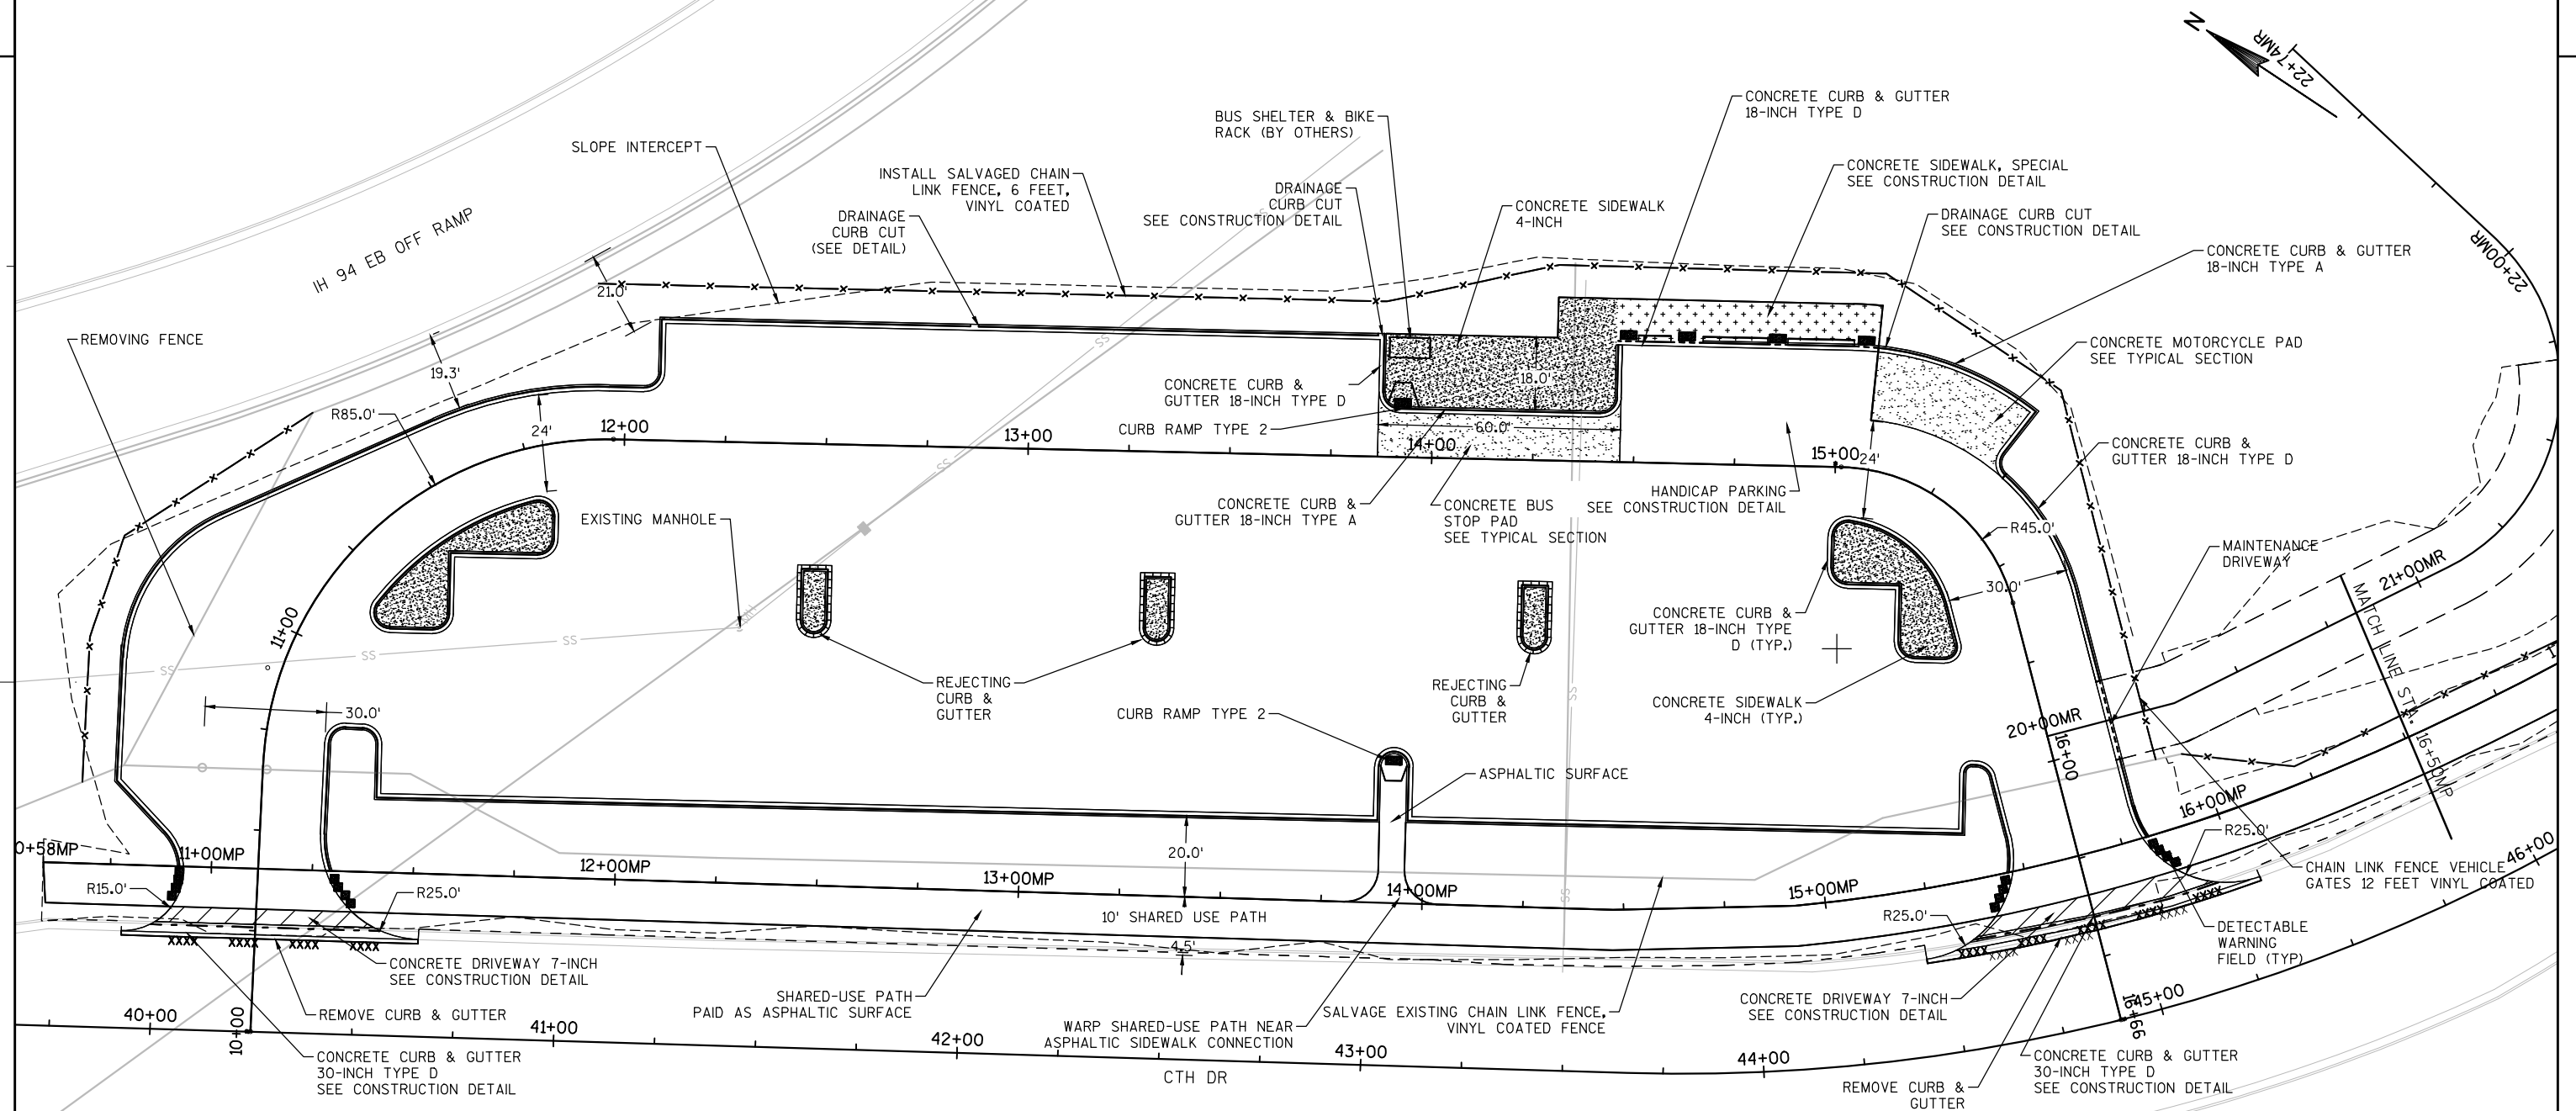 N
22+74MR
CONCRETE CURB & GUTTER
18-INCH TYPE D
BUS SHELTER & BIKE
RACK (BY OTHERS)
SLOPE INTERCEPT
INSTALL SALVAGED CHAIN
LINK FENCE, 6 FEET,
VINYL COATED
DRAINAGE
CURB CUT
SEE CONSTRUCTION DETAIL
CONCRETE SIDEWALK
4-INCH
CONCRETE SIDEWALK, SPECIAL
SEE CONSTRUCTION DETAIL
DRAINAGE
CURB CUT
(SEE DETAIL)
DRAINAGE CURB CUT
SEE CONSTRUCTION DETAIL
CONCRETE CURB & GUTTER
18-INCH TYPE A
22+00MR
22+00MR
IH 94 EB OFF RAMP
21.0'
REMOVING FENCE
19.3'
CONCRETE MOTORCYCLE PAD
SEE TYPICAL SECTION
SS
CONCRETE CURB &
GUTTER 18-INCH TYPE D
18.0'
R85.0'
24'
12+00
13+00
CURB RAMP TYPE 2
60.0'
14+00
15+00
24'
CONCRETE CURB &
GUTTER 18-INCH TYPE D
SS
EXISTING MANHOLE
CONCRETE CURB &
GUTTER 18-INCH TYPE A
CONCRETE BUS
STOP PAD
SEE TYPICAL SECTION
HANDICAP PARKING
SEE CONSTRUCTION DETAIL
R45.0'
MAINTENANCE
DRIVEWAY
21+00MR
30.0'
11+00
SS
SS
SS
CONCRETE CURB &
GUTTER 18-INCH TYPE
D (TYP.)
REJECTING
CURB &
GUTTER
REJECTING
CURB &
GUTTER
SS
CONCRETE SIDEWALK
4-INCH (TYP.)
MATCH LINE STA. 16+50MP
30.0'
CURB RAMP TYPE 2
20+00MR
16+00
ASPHALTIC SURFACE
16+00MP
0+58MP
11+00MP
12+00MP
13+00MP
14+00MP
15+00MP
20.0'
R15.0'
R25.0'
R25.0'
R25.0'
46+00
CHAIN LINK FENCE VEHICLE
GATES 12 FEET VINYL COATED
10' SHARED USE PATH
4.5'
SS
DETECTABLE
WARNING
FIELD (TYP)
CONCRETE DRIVEWAY 7-INCH
SEE CONSTRUCTION DETAIL
SHARED-USE PATH
PAID AS ASPHALTIC SURFACE
REMOVE CURB & GUTTER
WARP SHARED-USE PATH NEAR
ASPHALTIC SIDEWALK CONNECTION
SALVAGE EXISTING CHAIN LINK FENCE,
VINYL COATED FENCE
CONCRETE DRIVEWAY 7-INCH
SEE CONSTRUCTION DETAIL
45+00
16+66
40+00
10+00
41+00
42+00
43+00
44+00
CTH DR
CONCRETE CURB & GUTTER
30-INCH TYPE D
SEE CONSTRUCTION DETAIL
CONCRETE CURB & GUTTER
30-INCH TYPE D
SEE CONSTRUCTION DETAIL
REMOVE CURB &
GUTTER